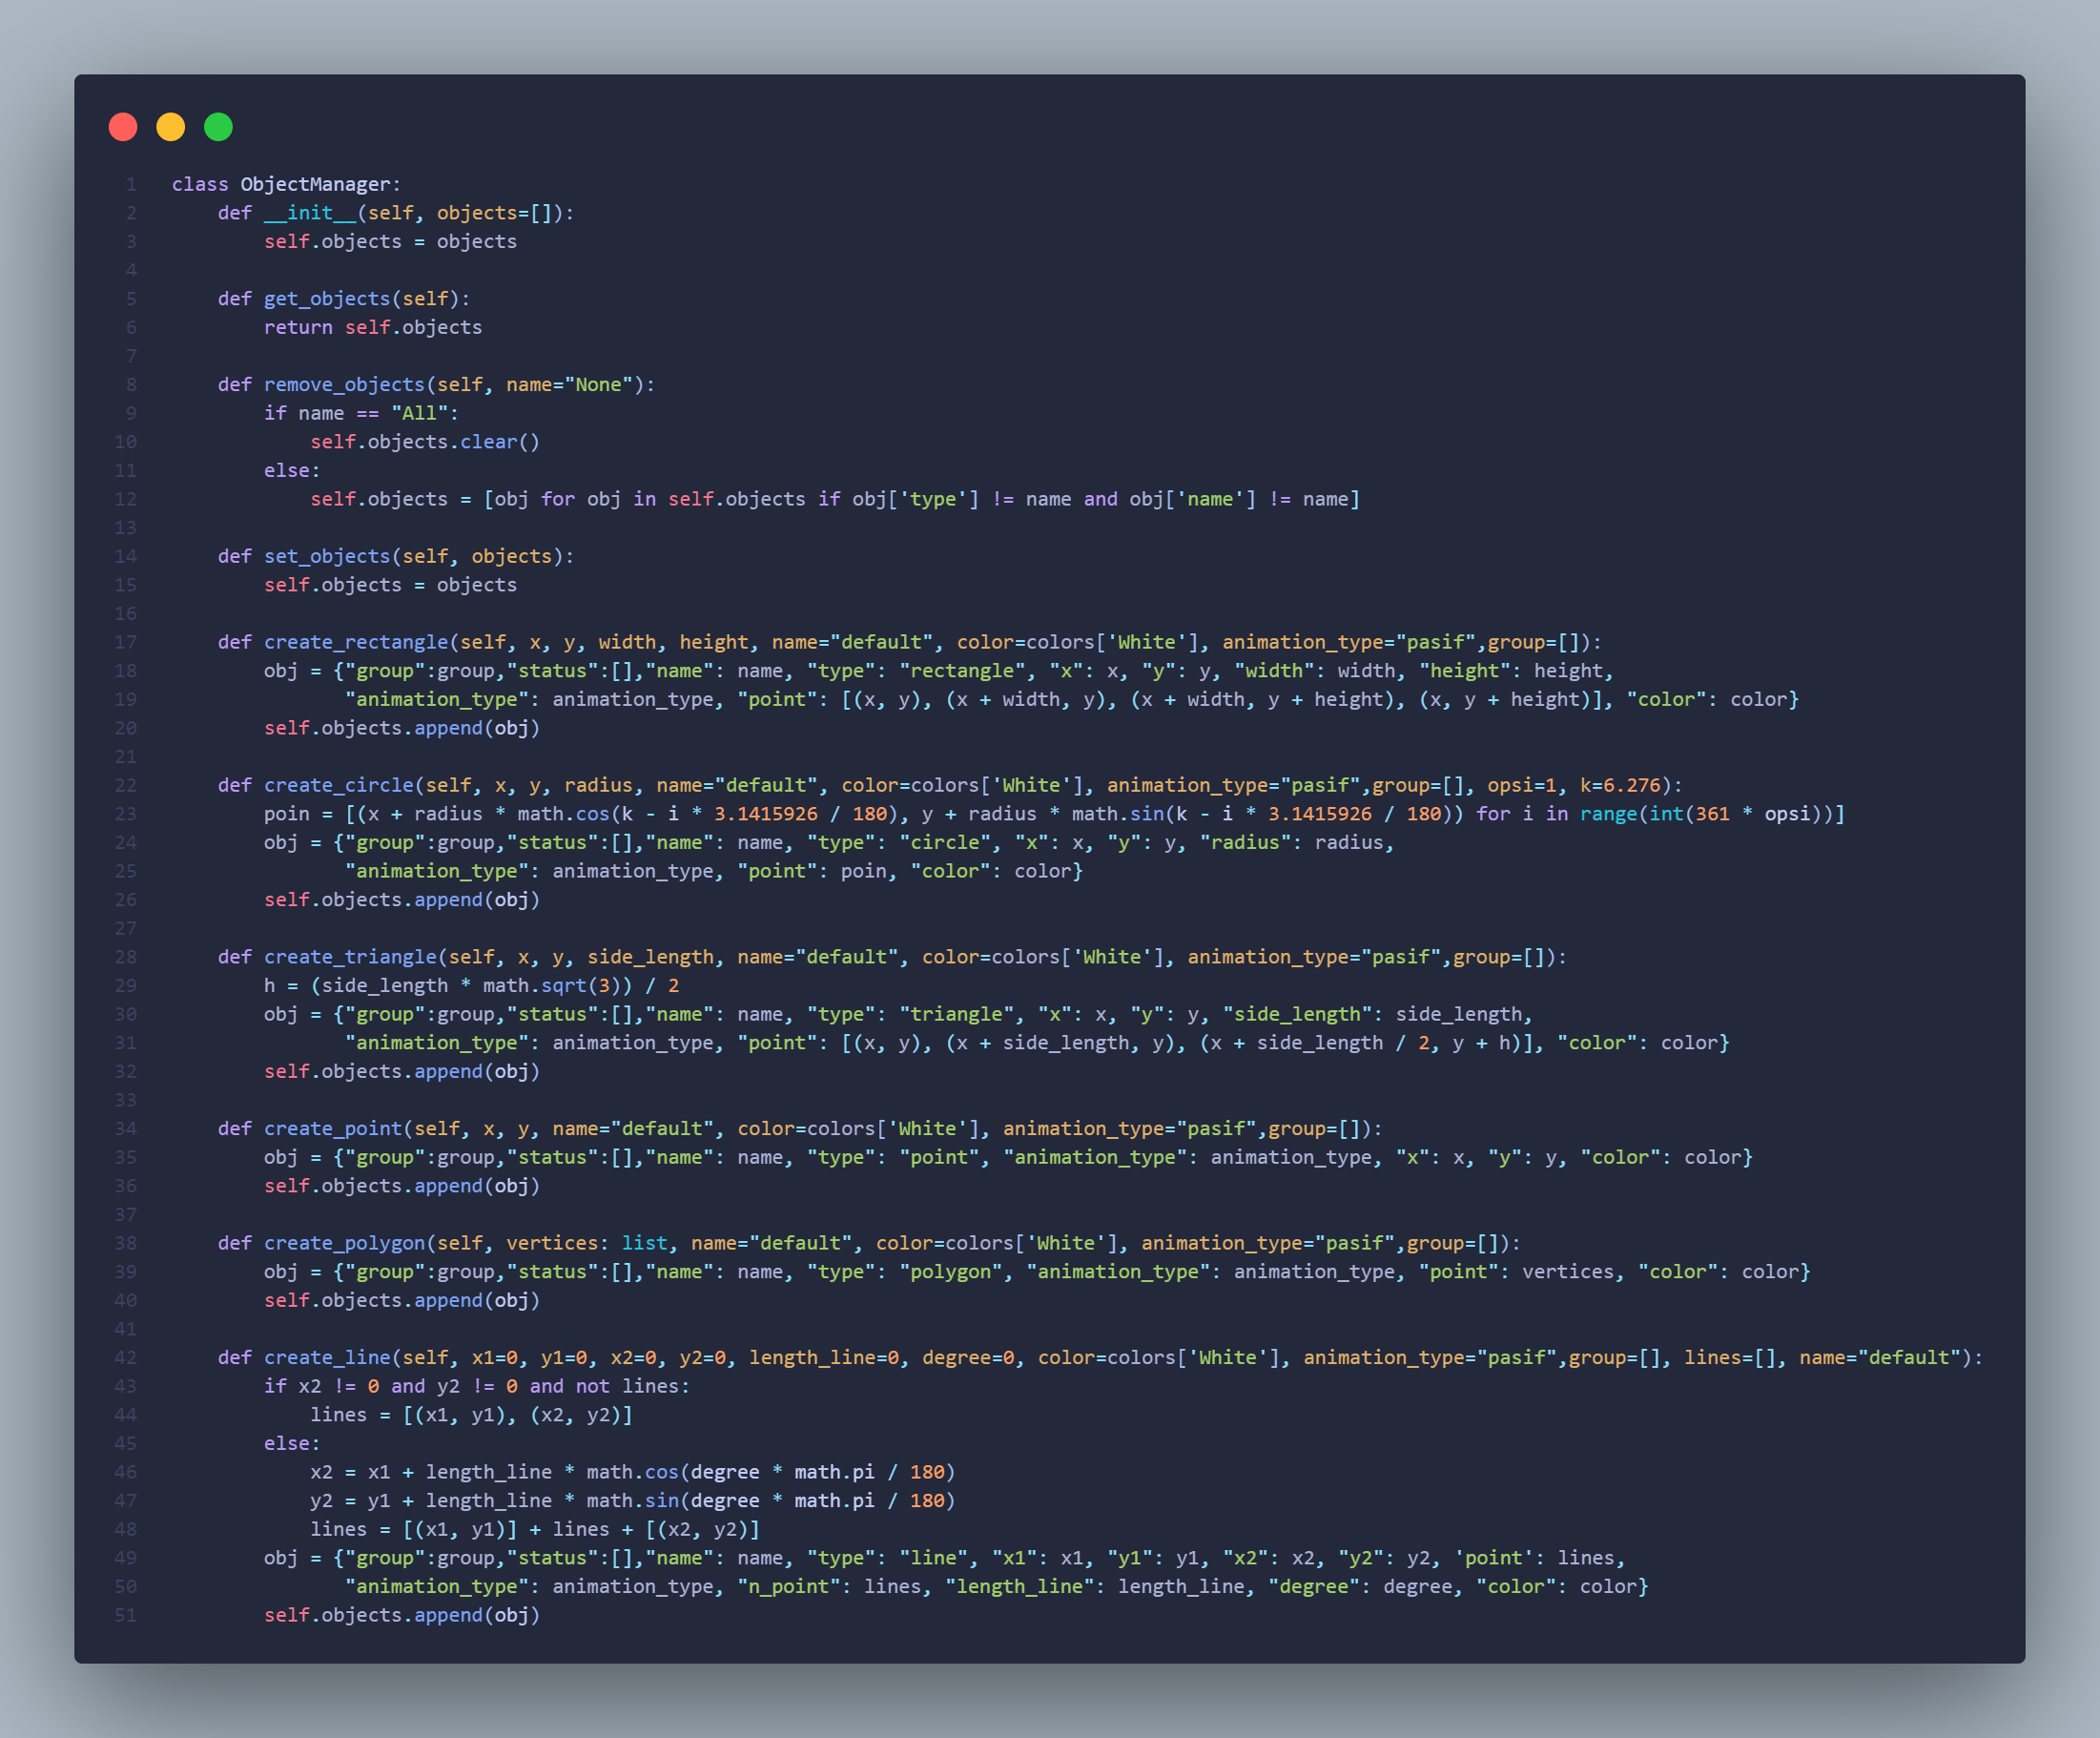 1 class ObjectManager:
2     def __init__(self, objects=[]):
3         self.objects = objects
4
5     def get_objects(self):
6         return self.objects
7
8     def remove_objects(self, name="None"):
9         if name == "All":
10             self.objects.clear()
11         else:
12             self.objects = [obj for obj in self.objects if obj['type'] != name and obj['name'] != name]
13
14     def set_objects(self, objects):
15         self.objects = objects
16
17     def create_rectangle(self, x, y, width, height, name="default", color=colors['White'], animation_type="pasif",group=[]):
18         obj = {"group":group,"status":[],"name": name, "type": "rectangle", "x": x, "y": y, "width": width, "height": height,
19                "animation_type": animation_type, "point": [(x, y), (x + width, y), (x + width, y + height), (x, y + height)], "color": color}
20         self.objects.append(obj)
21
22     def create_circle(self, x, y, radius, name="default", color=colors['White'], animation_type="pasif",group=[], opsi=1, k=6.276):
23         poin = [(x + radius * math.cos(k - i * 3.1415926 / 180), y + radius * math.sin(k - i * 3.1415926 / 180)) for i in range(int(361 * opsi))]
24         obj = {"group":group,"status":[],"name": name, "type": "circle", "x": x, "y": y, "radius": radius,
25                "animation_type": animation_type, "point": poin, "color": color}
26         self.objects.append(obj)
27
28     def create_triangle(self, x, y, side_length, name="default", color=colors['White'], animation_type="pasif",group=[]):
29         h = (side_length * math.sqrt(3)) / 2
30         obj = {"group":group,"status":[],"name": name, "type": "triangle", "x": x, "y": y, "side_length": side_length,
31                "animation_type": animation_type, "point": [(x, y), (x + side_length, y), (x + side_length / 2, y + h)], "color": color}
32         self.objects.append(obj)
33
34     def create_point(self, x, y, name="default", color=colors['White'], animation_type="pasif",group=[]):
35         obj = {"group":group,"status":[],"name": name, "type": "point", "animation_type": animation_type, "x": x, "y": y, "color": color}
36         self.objects.append(obj)
37
38     def create_polygon(self, vertices: list, name="default", color=colors['White'], animation_type="pasif",group=[]):
39         obj = {"group":group,"status":[],"name": name, "type": "polygon", "animation_type": animation_type, "point": vertices, "color": color}
40         self.objects.append(obj)
41
42     def create_line(self, x1=0, y1=0, x2=0, y2=0, length_line=0, degree=0, color=colors['White'], animation_type="pasif",group=[], lines=[], name="default"):
43         if x2 != 0 and y2 != 0 and not lines:
44             lines = [(x1, y1), (x2, y2)]
45         else:
46             x2 = x1 + length_line * math.cos(degree * math.pi / 180)
47             y2 = y1 + length_line * math.sin(degree * math.pi / 180)
48             lines = [(x1, y1)] + lines + [(x2, y2)]
49         obj = {"group":group,"status":[],"name": name, "type": "line", "x1": x1, "y1": y1, "x2": x2, "y2": y2, 'point': lines,
50                "animation_type": animation_type, "n_point": lines, "length_line": length_line, "degree": degree, "color": color}
51         self.objects.append(obj)